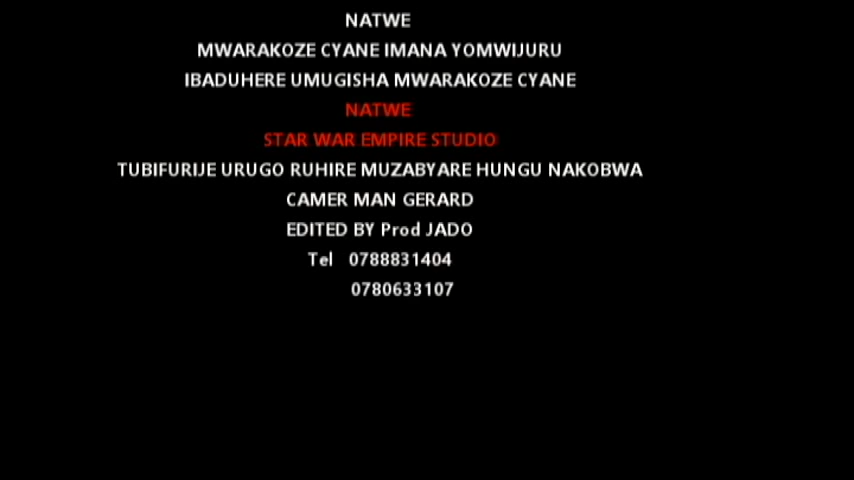 NATWE
MWARAKOZE CYANE IMANA YOMWIJURU
IBADUHERE UMUGISHA MWARAKOZE CYANE
NATWE
STAR WAR EMPIRE STUDIO
TUBIFURIJE URUGO RUHIRE MUZABYARE HUNGU NAKOBWA
CAMER MAN GERARD
EDITED BY Prod JADO
Tel 0788831404
0780633107